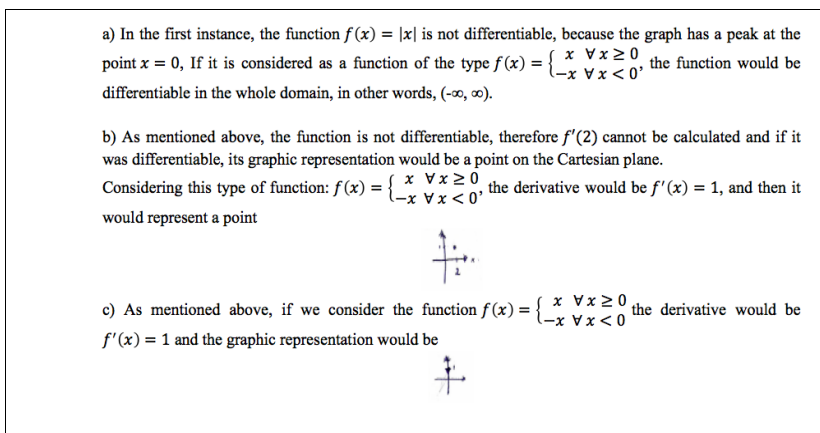 a) In the first instance, the function f(x) = |x| is not differentiable, because the graph has a peak at the
point x = 0, If it is considered as a function of the type f(x) = { x ∀ x ≥ 0 −x ∀ x < 0 , the function would be
differentiable in the whole domain, in other words, (-∞, ∞).
b) As mentioned above, the function is not differentiable, therefore f′(2) cannot be calculated and if it
was differentiable, its graphic representation would be a point on the Cartesian plane.
Considering this type of function: f(x) = { x ∀ x ≥ 0 −x ∀ x < 0 , the derivative would be f′(x) = 1, and then it
would represent a point
2
c) As mentioned above, if we consider the function f(x) = { x ∀ x ≥ 0 −x ∀ x < 0 the derivative would be
f′(x) = 1 and the graphic representation would be